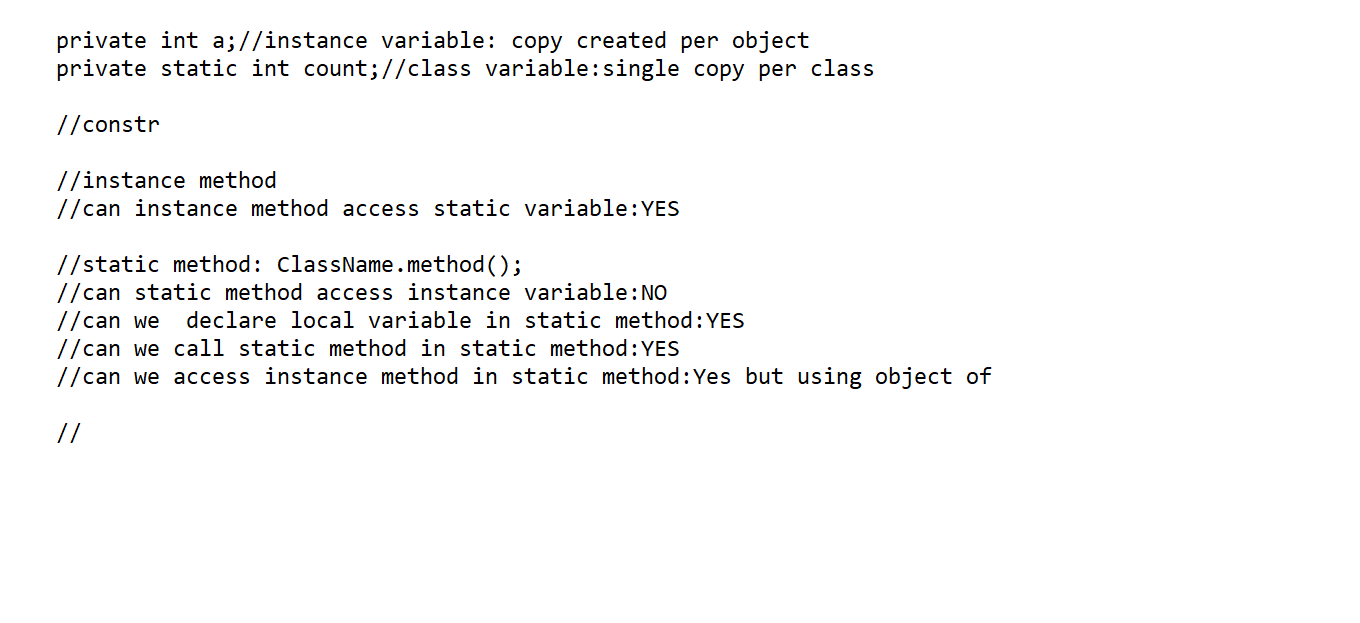 private int a;//instance variable: copy created per object
private static int count;//class variable:single copy per class
//constr
//instance method
//can instance method access static variable:YES
//static method: ClassName.method();
//can static method access instance variable:NO
//can we  declare local variable in static method:YES
//can we call static method in static method:YES
//can we access instance method in static method:Yes but using object of
//